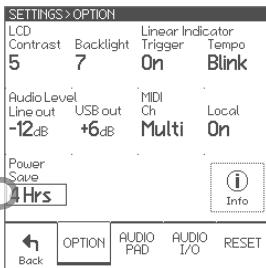 SETTINGS > OPTION
LCD Linear Indicator
Contrast Backlight Trigger Tempo
5 7 On Blink
Audio Level MIDI
Line out USB out Ch Local
-12dB +6dB Multi On
Power
Save
4 Hrs
i
Info
Back OPTION AUDIO PAD AUDIO I/O RESET